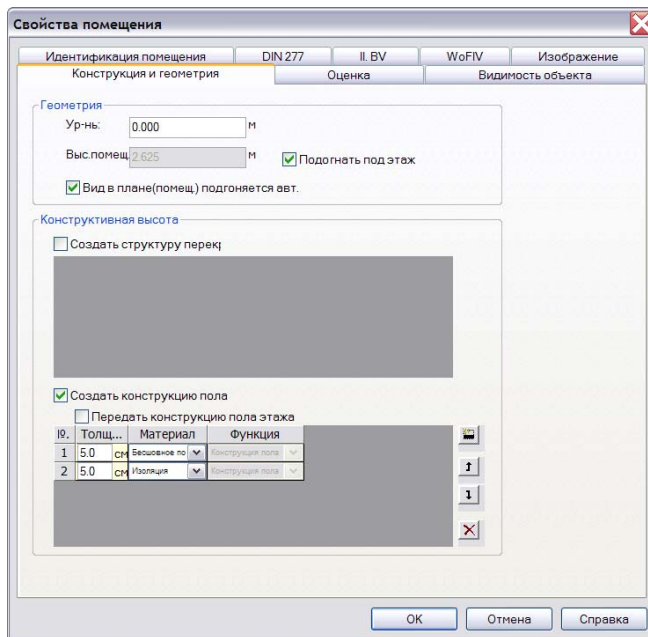 Свойства помещения
Идентификация помещения DIN 277 II. BV WoFIV Изображение
Конструкция и геометрия Оценка Видимость объекта
Геометрия
Ур-нь: 0.000 м
Выс.помещ. 2.625 м Подогнать под этаж
Вид в плане(помещ.) подгоняется авт.
Конструктивная высота
Создать структуру перекр
Создать конструкцию пола
Передать конструкцию пола этажа
№. Толщ... Материал Функция
1 5.0 см Бесшовное по Конструкция пола
2 5.0 см Изоляция Конструкция пола
OK Отмена Справка